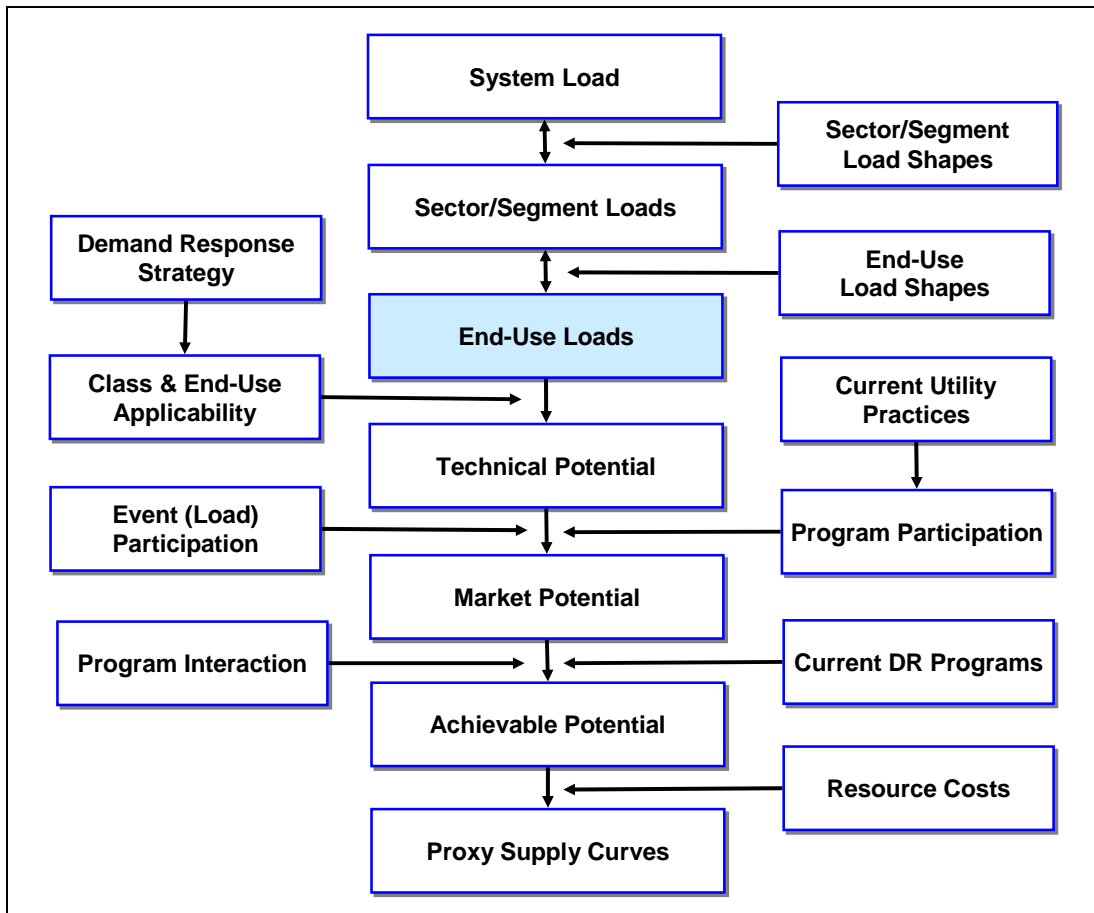 System Load
Sector/Segment
Load Shapes
Sector/Segment Loads
Demand Response
Strategy
End-Use
Load Shapes
End-Use Loads
Class & End-Use
Applicability
Current Utility
Practices
Technical Potential
Event (Load)
Participation
Program Participation
Market Potential
Program Interaction
Current DR Programs
Achievable Potential
Resource Costs
Proxy Supply Curves